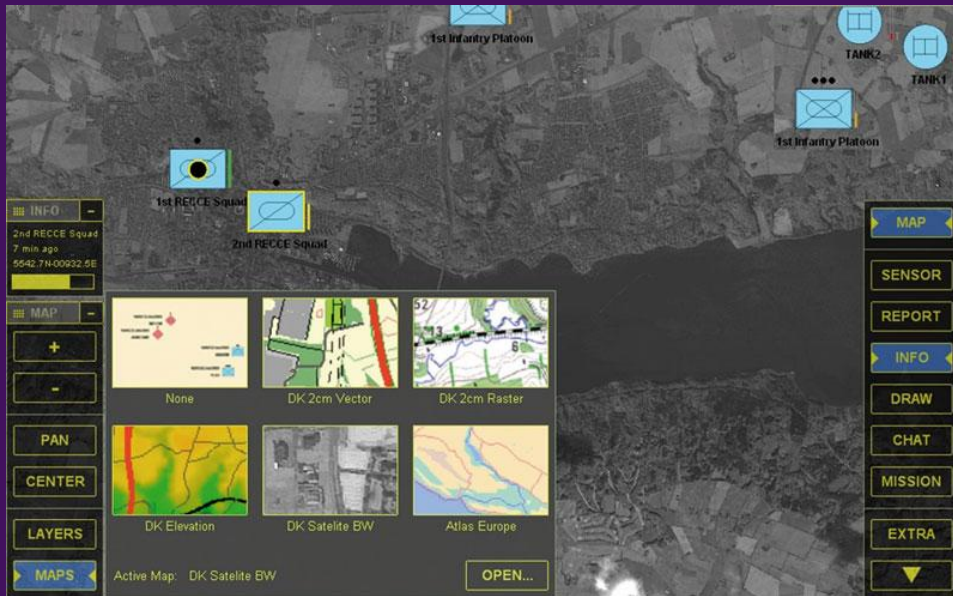 1st Infantry Platoon
TANK2
TANK1
1st Infantry Platoon
1st RECCE Squad
2nd RECCE Squad
INFO
2nd RECCE Squad
7 min ago
5542.7N-00932.5E
MAP
+
-
PAN
CENTER
LAYERS
MAPS
None
DK 2cm Vector
DK 2cm Raster
52
13
6
DK Elevation
DK Satelite BW
Atlas Europe
Active Map: DK Satelite BW
OPEN...
MAP
SENSOR
REPORT
INFO
DRAW
CHAT
MISSION
EXTRA